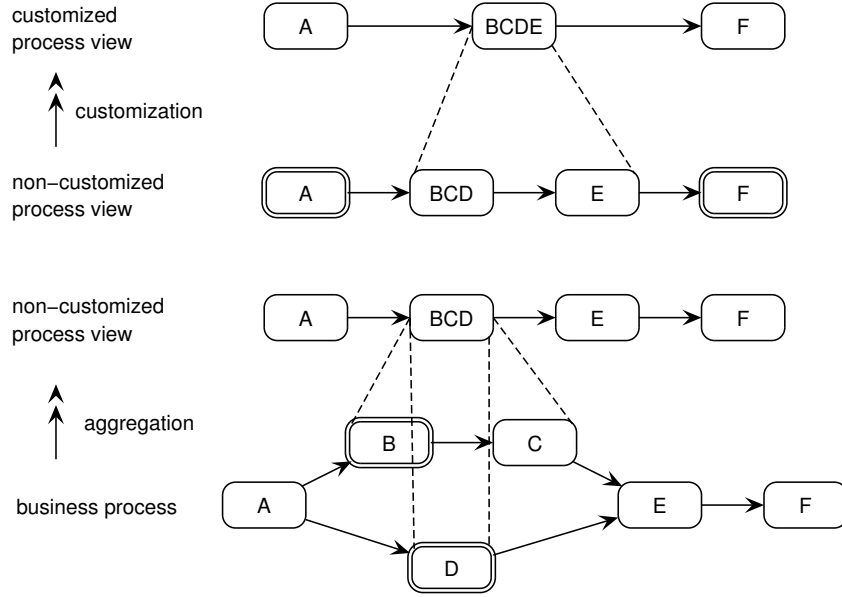 customized
process view
A
BCDE
F
customization
non−customized
process view
A
BCD
E
F
non−customized
process view
A
BCD
E
F
aggregation
B
C
business process
A
E
F
D